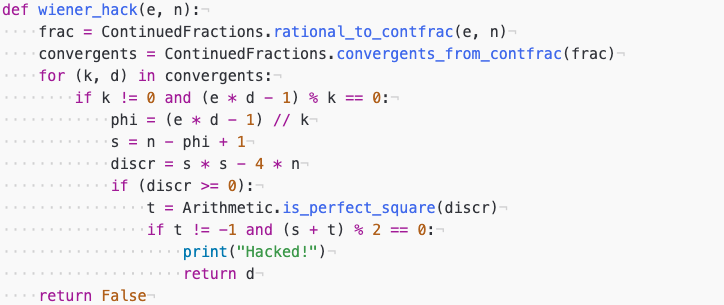 def wiener_hack(e, n):¬
····frac = ContinuedFractions.rational_to_contfrac(e, n)¬
····convergents = ContinuedFractions.convergents_from_contfrac(frac)¬
····for (k, d) in convergents:¬
········if k != 0 and (e * d - 1) % k == 0:¬
············phi = (e * d - 1) // k¬
············s = n - phi + 1¬
············discr = s * s - 4 * n¬
············if (discr >= 0):¬
················t = Arithmetic.is_perfect_square(discr)¬
················if t != -1 and (s + t) % 2 == 0:¬
····················print("Hacked!")¬
····················return d¬
····return False¬